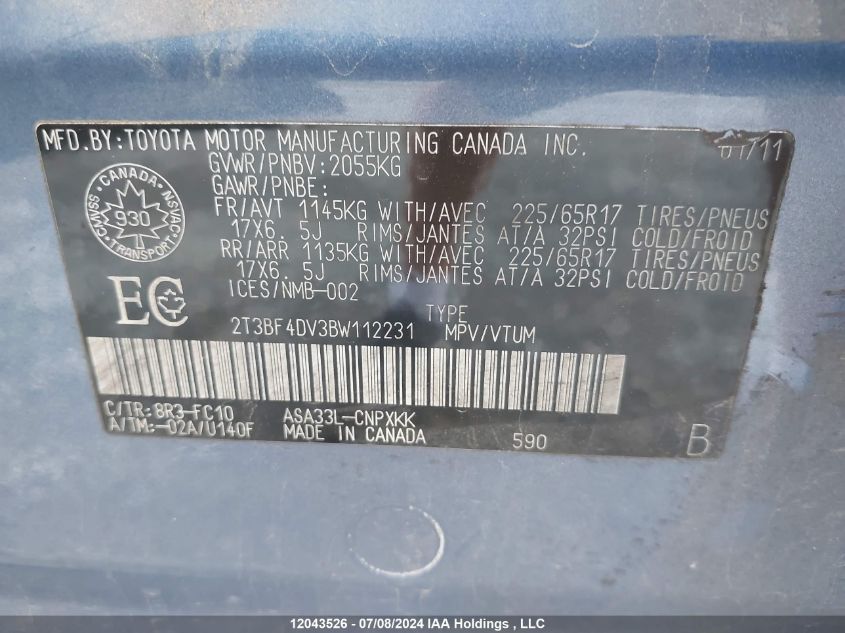 MFD.BY:TOYOTA MOTOR MANUFACTURING CANADA INC. 01/11
GVWR/PNBV:2055KG
GAWR/PNBE:
FR/AVT 1145KG WITH/AVEC 225/65R17 TIRES/PNEUS
17X6.5J RIMS/JANTES AT/A 32PSI COLD/FROID
RR/ARR 1135KG WITH/AVEC 225/65R17 TIRES/PNEUS
17X6.5J RIMS/JANTES AT/A 32PSI COLD/FROID
ICES/NMB-002
CANADA
CMVSS 930 NSVAC
TRANSPORT
EC
TYPE
2T3BF4DV3BW112231 MPV/VTUM
C/TR:8R3-FC10 ASA33L-CNPXKK
A/TM:-02A/U140F MADE IN CANADA 590 B
12043526 - 07/08/2024 IAA Holdings , LLC